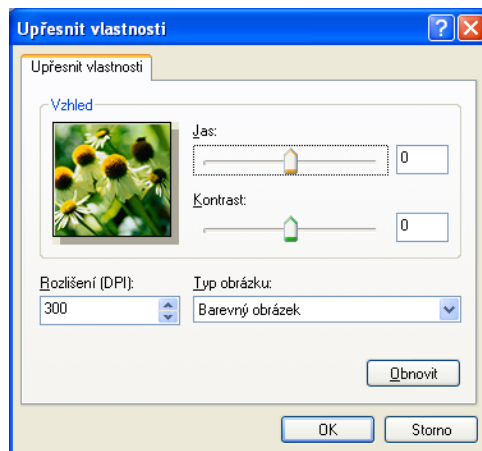 Upřesnit vlastnosti
Upřesnit vlastnosti
Vzhled
Jas:
0
Kontrast:
0
Rozlišení (DPI): Typ obrázku:
300 Barevný obrázek
Obnovit
OK Storno